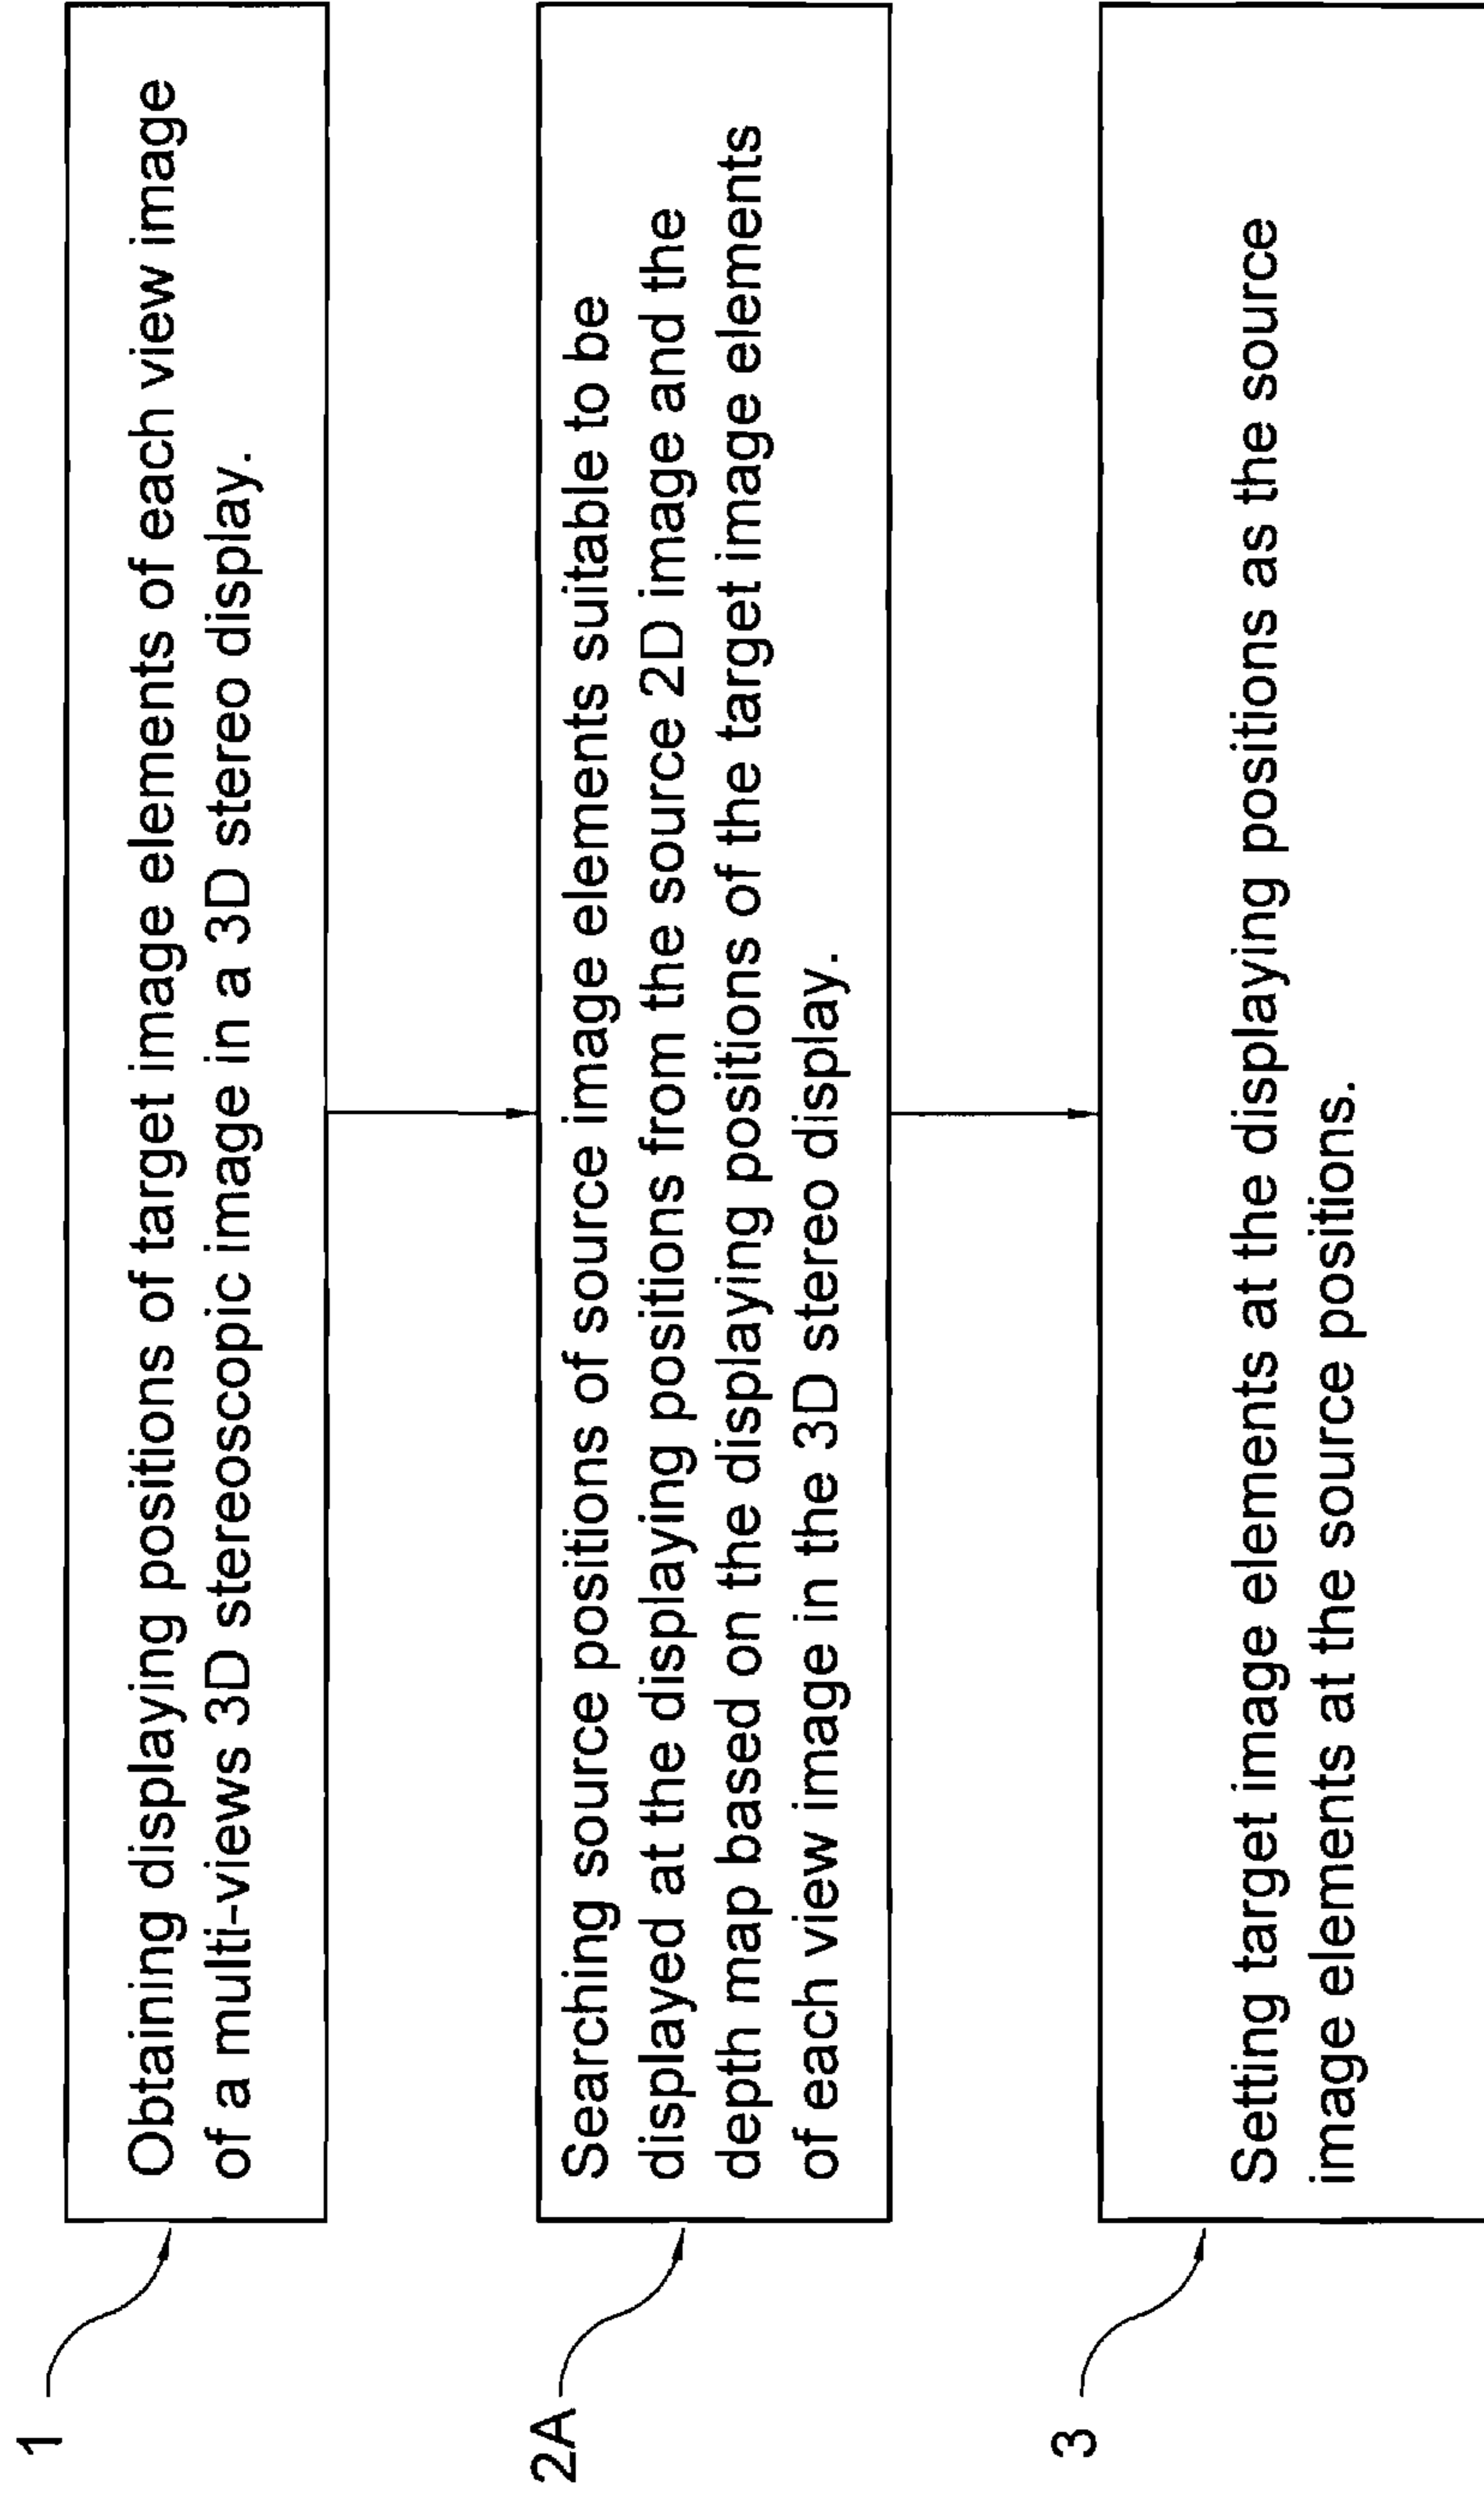 1
Obtaining displaying positions of target image elements of each view image
of a multi-views 3D stereoscopic image in a 3D stereo display.
2A
Searching source positions of source image elements suitable to be
displayed at the displaying positions from the source 2D image and the
depth map based on the displaying positions of the target image elements
of each view image in the 3D stereo display.
3
Setting target image elements at the displaying positions as the source
image elements at the source positions.